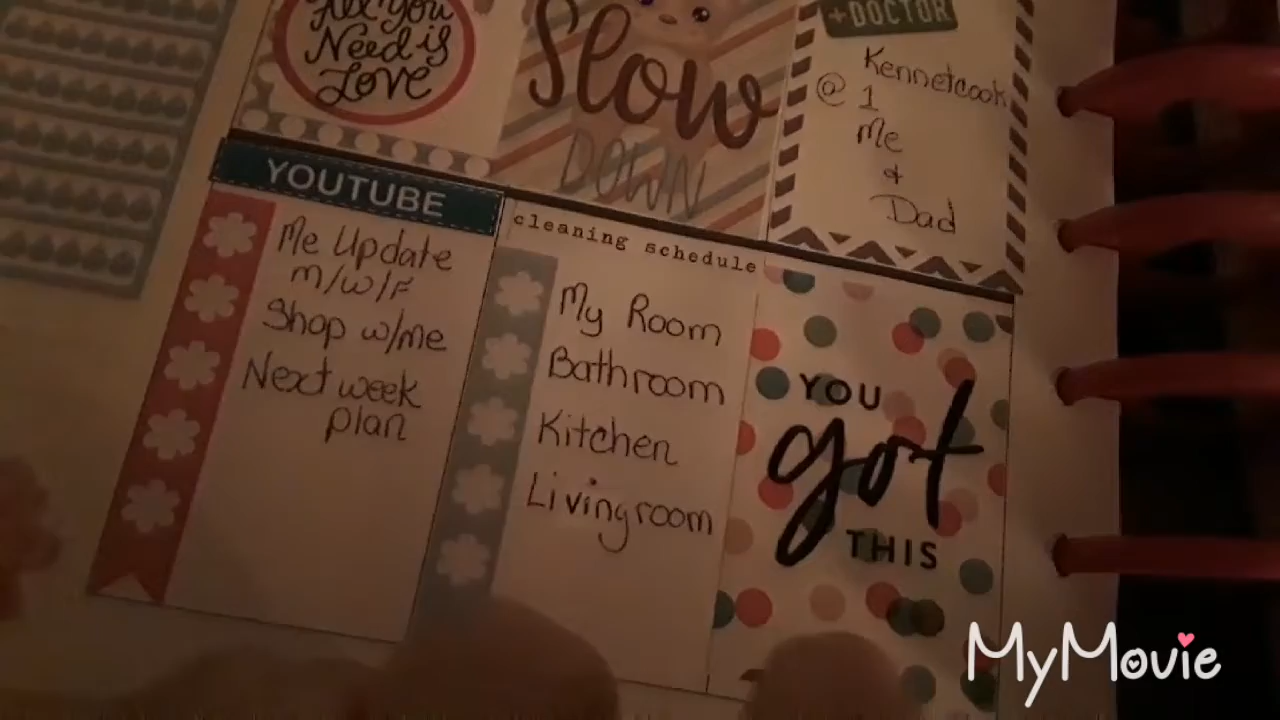 All You
Need is
Love
Slow
DOWN
+DOCTOR
Kennetcook
@ 1
Me
+
Dad
YOUTUBE
Me Update
m/w/f
Shop w/me
Next week
plan
cleaning schedule
My Room
Bathroom
Kitchen
Livingroom
YOU
got
THIS
MyMovie